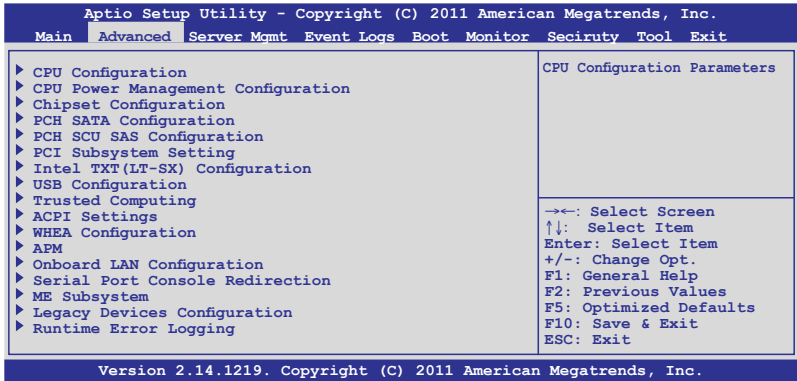 Aptio Setup Utility - Copyright (C) 2011 American Megatrends, Inc.
Main Advanced Server Mgmt Event Logs Boot Monitor Seciruty Tool Exit
CPU Configuration
CPU Power Management Configuration
Chipset Configuration
PCH SATA Configuration
PCH SCU SAS Configuration
PCI Subsystem Setting
Intel TXT(LT-SX) Configuration
USB Configuration
Trusted Computing
ACPI Settings
WHEA Configuration
APM
Onboard LAN Configuration
Serial Port Console Redirection
ME Subsystem
Legacy Devices Configuration
Runtime Error Logging
CPU Configuration Parameters
→←: Select Screen
↑↓: Select Item
Enter: Select Item
+/-: Change Opt.
F1: General Help
F2: Previous Values
F5: Optimized Defaults
F10: Save & Exit
ESC: Exit
Version 2.14.1219. Copyright (C) 2011 American Megatrends, Inc.